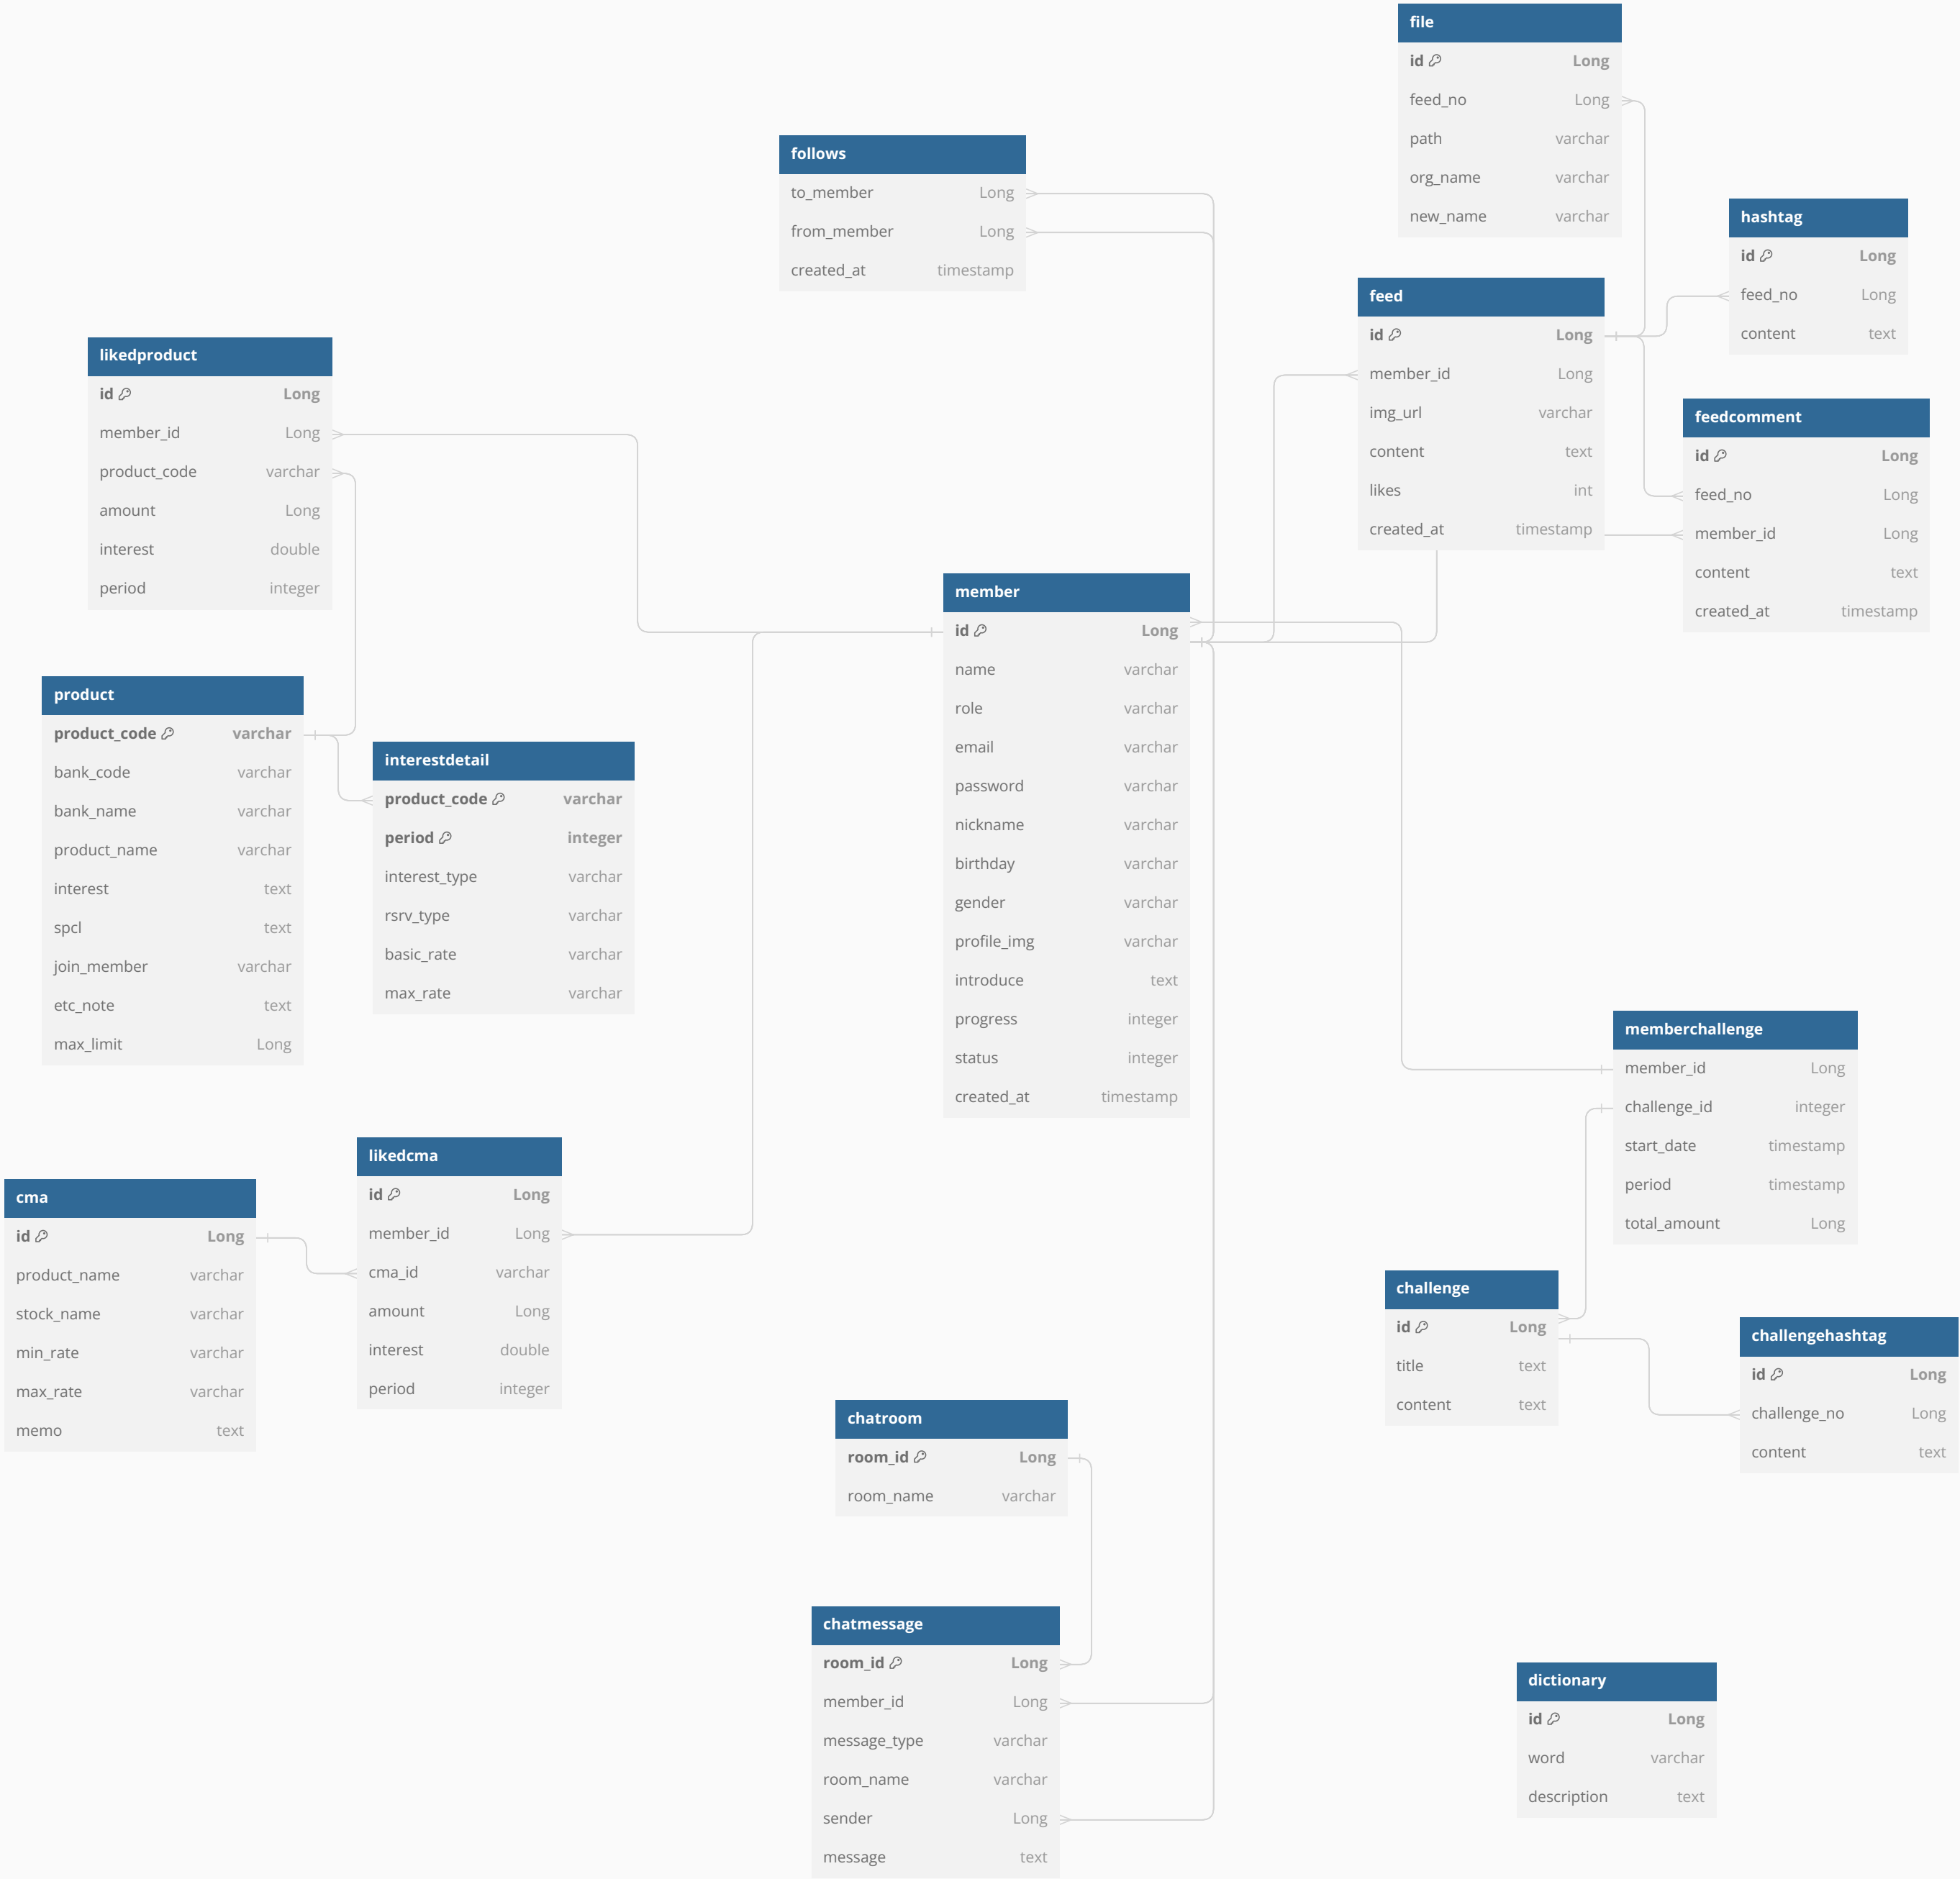 file
id Long
feed_no Long
path varchar
org_name varchar
new_name varchar
follows
to_member Long
from_member Long
created_at timestamp
hashtag
id Long
feed_no Long
content text
feed
id Long
member_id Long
img_url varchar
content text
likes int
created_at timestamp
likedproduct
id Long
member_id Long
product_code varchar
amount Long
interest double
period integer
feedcomment
id Long
feed_no Long
member_id Long
content text
created_at timestamp
member
id Long
name varchar
role varchar
email varchar
password varchar
nickname varchar
birthday varchar
gender varchar
profile_img varchar
introduce text
progress integer
status integer
created_at timestamp
product
product_code varchar
bank_code varchar
bank_name varchar
product_name varchar
interest text
spcl text
join_member varchar
etc_note text
max_limit Long
interestdetail
product_code varchar
period integer
interest_type varchar
rsrv_type varchar
basic_rate varchar
max_rate varchar
memberchallenge
member_id Long
challenge_id integer
start_date timestamp
period timestamp
total_amount Long
likedcma
id Long
member_id Long
cma_id varchar
amount Long
interest double
period integer
cma
id Long
product_name varchar
stock_name varchar
min_rate varchar
max_rate varchar
memo text
challenge
id Long
title text
content text
challengehashtag
id Long
challenge_no Long
content text
chatroom
room_id Long
room_name varchar
chatmessage
room_id Long
member_id Long
message_type varchar
room_name varchar
sender Long
message text
dictionary
id Long
word varchar
description text